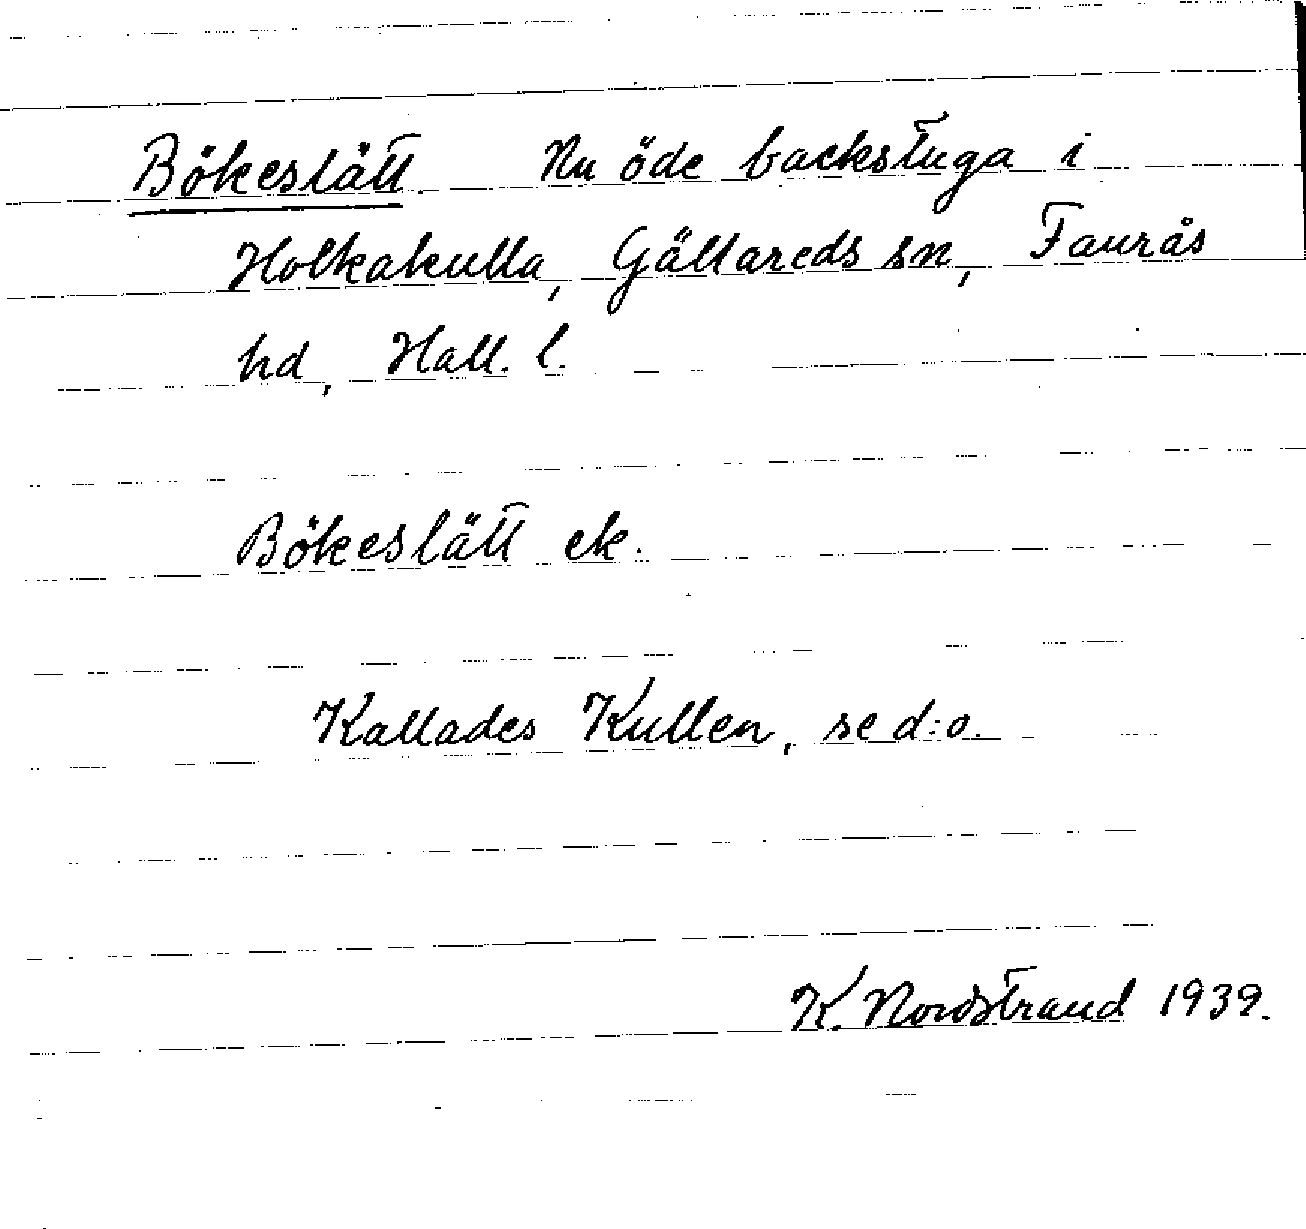 Bökeslätt. Nu öde backstuga i
Holkakulla, Gällareds sn, Faurås
hd, Hall. l.
Bökeslätt ek.
Kallades Kullen, se d:o.
K. Nordstrand 1939.